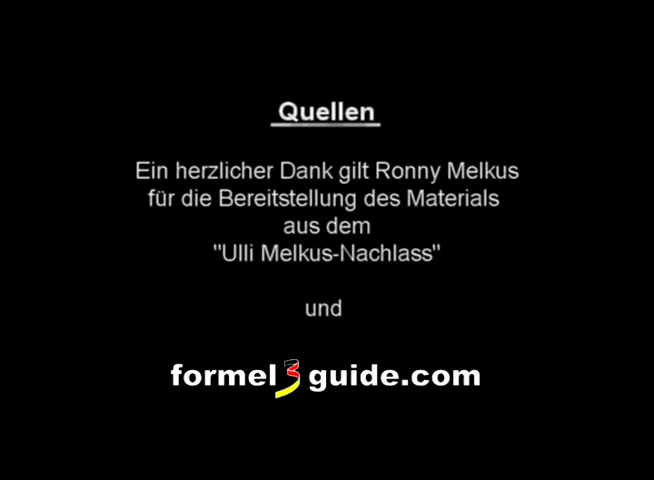 Quellen
Ein herzlicher Dank gilt Ronny Melkus
für die Bereitstellung des Materials
aus dem
"Ulli Melkus-Nachlass"
und
formel3guide.com